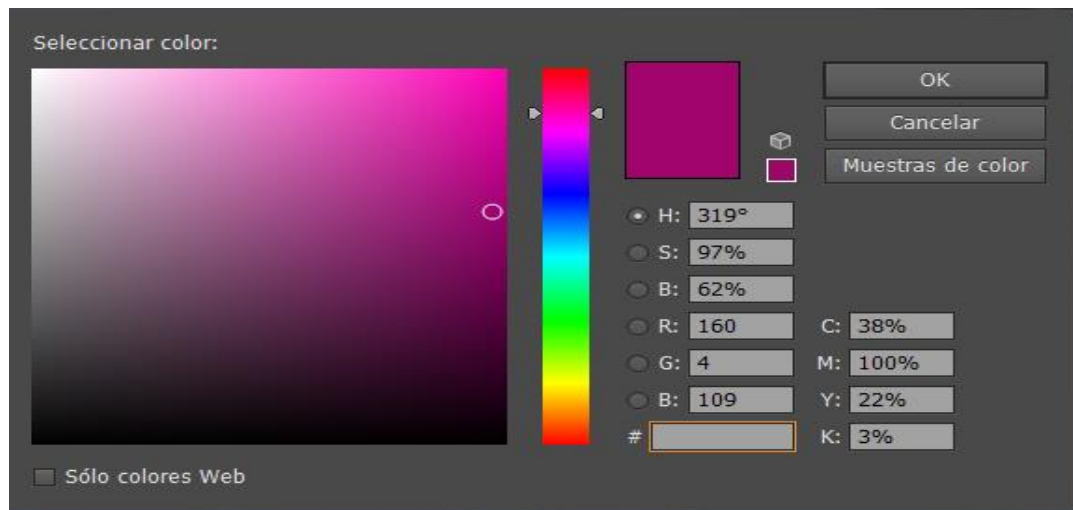 Seleccionar color:
OK
Cancelar
Muestras de color
H: 319°
S: 97%
B: 62%
R: 160
C: 38%
G: 4
M: 100%
B: 109
Y: 22%
#
K: 3%
Sólo colores Web